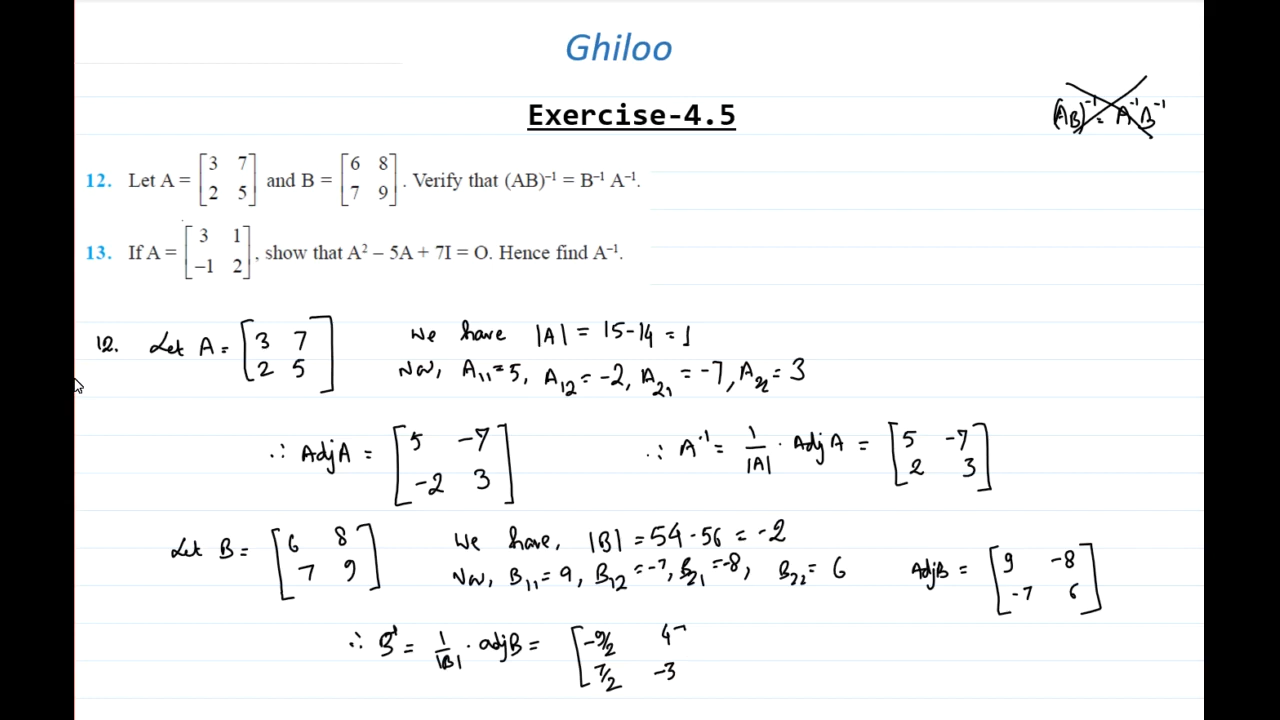 Ghiloo
Exercise-4.5
(AB)⁻¹ = A⁻¹B⁻¹
12. Let A = [3 7; 2 5] and B = [6 8; 7 9]. Verify that (AB)⁻¹ = B⁻¹ A⁻¹.
13. If A = [3 1; –1 2], show that A² – 5A + 7I = O. Hence find A⁻¹.
12. Let A = [3 7; 2 5] We have |A| = 15-14 = 1
Now, A₁₁ = 5, A₁₂ = -2, A₂₁ = -7, A₂₂ = 3
∴ AdjA = [5 -7; -2 3] ∴ A⁻¹ = 1/|A| · AdjA = [5 -7; 2 3]
Let B = [6 8; 7 9] We have, |B| = 54-56 = -2
Now, B₁₁ = 9, B₁₂ = -7, B₂₁ = -8, B₂₂ = 6 AdjB = [9 -8; -7 6]
∴ B⁻¹ = 1/|B| · adjB = [-9/2 4; 7/2 -3